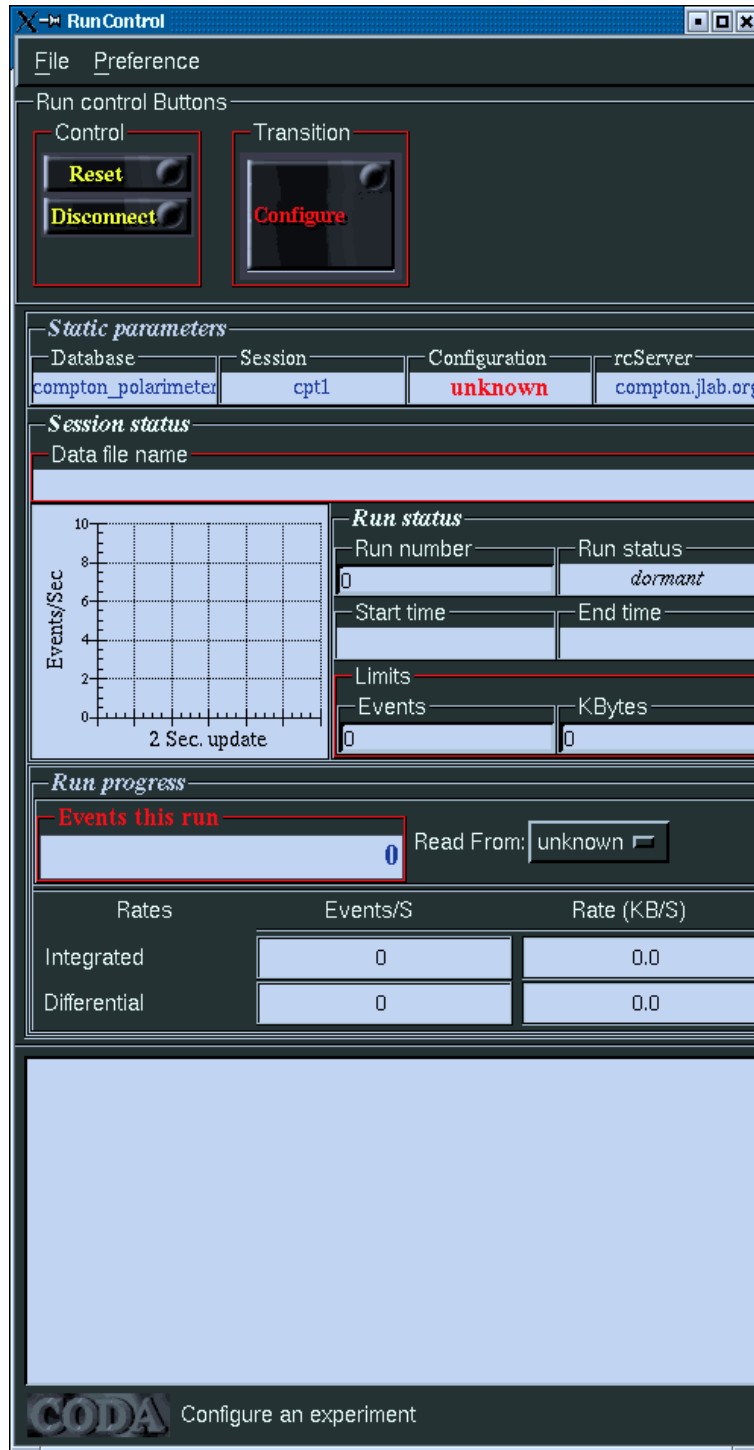 RunControl
File Preference
Run control Buttons
Control
Transition
Reset
Disconnect
Configure
Static parameters
Database Session Configuration rcServer
compton_polarimeter cpt1 unknown compton.jlab.org
Session status
Data file name
10
8
6
4
2
0
Events/Sec
2 Sec. update
Run status
Run number Run status
0 dormant
Start time End time
Limits
Events KBytes
0 0
Run progress
Events this run
0
Read From: unknown
Rates Events/S Rate (KB/S)
Integrated 0 0.0
Differential 0 0.0
CODA Configure an experiment